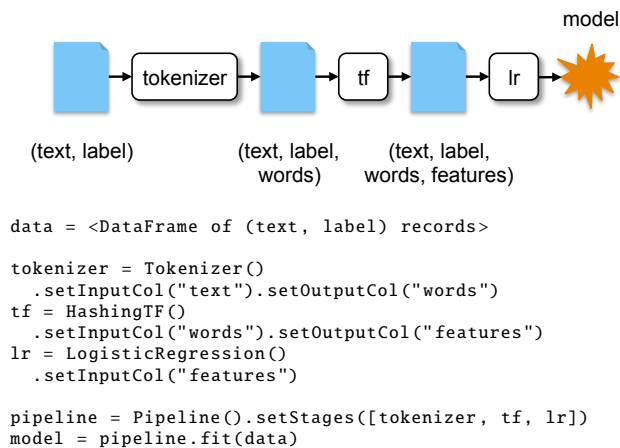 model
tokenizer
tf
lr
(text, label)
(text, label,
words)
(text, label,
words, features)
data = <DataFrame of (text, label) records>
tokenizer = Tokenizer()
.setInputCol("text").setOutputCol("words")
tf = HashingTF()
.setInputCol("words").setOutputCol("features")
lr = LogisticRegression()
.setInputCol("features")
pipeline = Pipeline().setStages([tokenizer, tf, lr])
model = pipeline.fit(data)